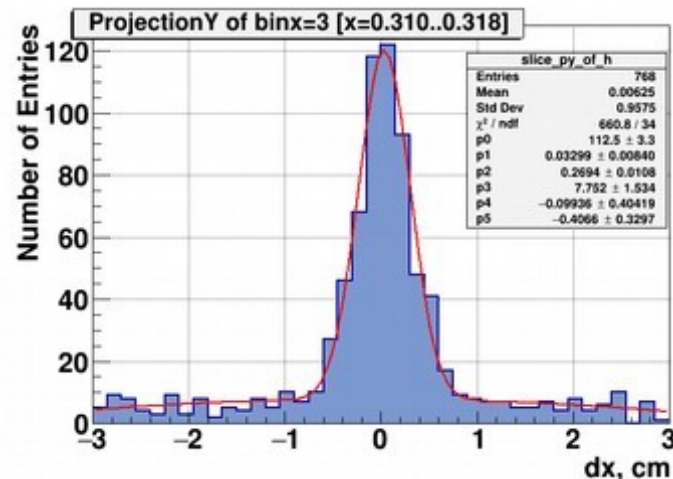 ProjectionY of binx=3 [x=0.310..0.318]
slice_py_of_h
Entries 768
Mean 0.00625
Std Dev 0.9575
χ² / ndf 660.8 / 34
p0 112.5 ± 3.3
p1 0.03299 ± 0.00840
p2 0.2694 ± 0.0108
p3 7.752 ± 1.534
p4 −0.09936 ± 0.40419
p5 −0.4066 ± 0.3297
Number of Entries
120
100
80
60
40
20
0
−3 −2 −1 0 1 2 3
dx, cm